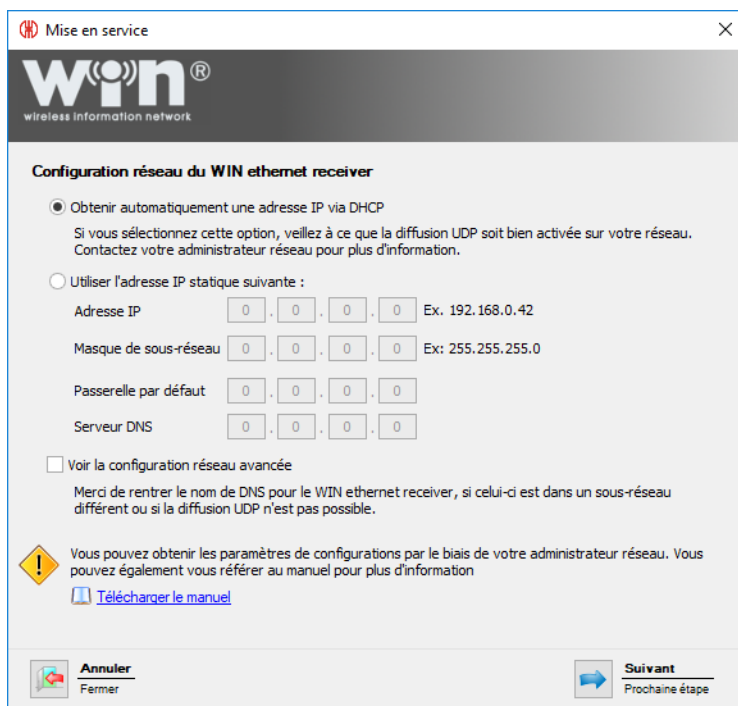 Mise en service
WIN®
wireless information network
Configuration réseau du WIN ethernet receiver
Obtenir automatiquement une adresse IP via DHCP
Si vous sélectionnez cette option, veillez à ce que la diffusion UDP soit bien activée sur votre réseau.
Contactez votre administrateur réseau pour plus d'information.
Utiliser l'adresse IP statique suivante :
Adresse IP 0 . 0 . 0 . 0 Ex. 192.168.0.42
Masque de sous-réseau 0 . 0 . 0 . 0 Ex: 255.255.255.0
Passerelle par défaut 0 . 0 . 0 . 0
Serveur DNS 0 . 0 . 0 . 0
Voir la configuration réseau avancée
Merci de rentrer le nom de DNS pour le WIN ethernet receiver, si celui-ci est dans un sous-réseau
différent ou si la diffusion UDP n'est pas possible.
Vous pouvez obtenir les paramètres de configurations par le biais de votre administrateur réseau. Vous
pouvez également vous référer au manuel pour plus d'information
Télécharger le manuel
Annuler
Fermer
Suivant
Prochaine étape